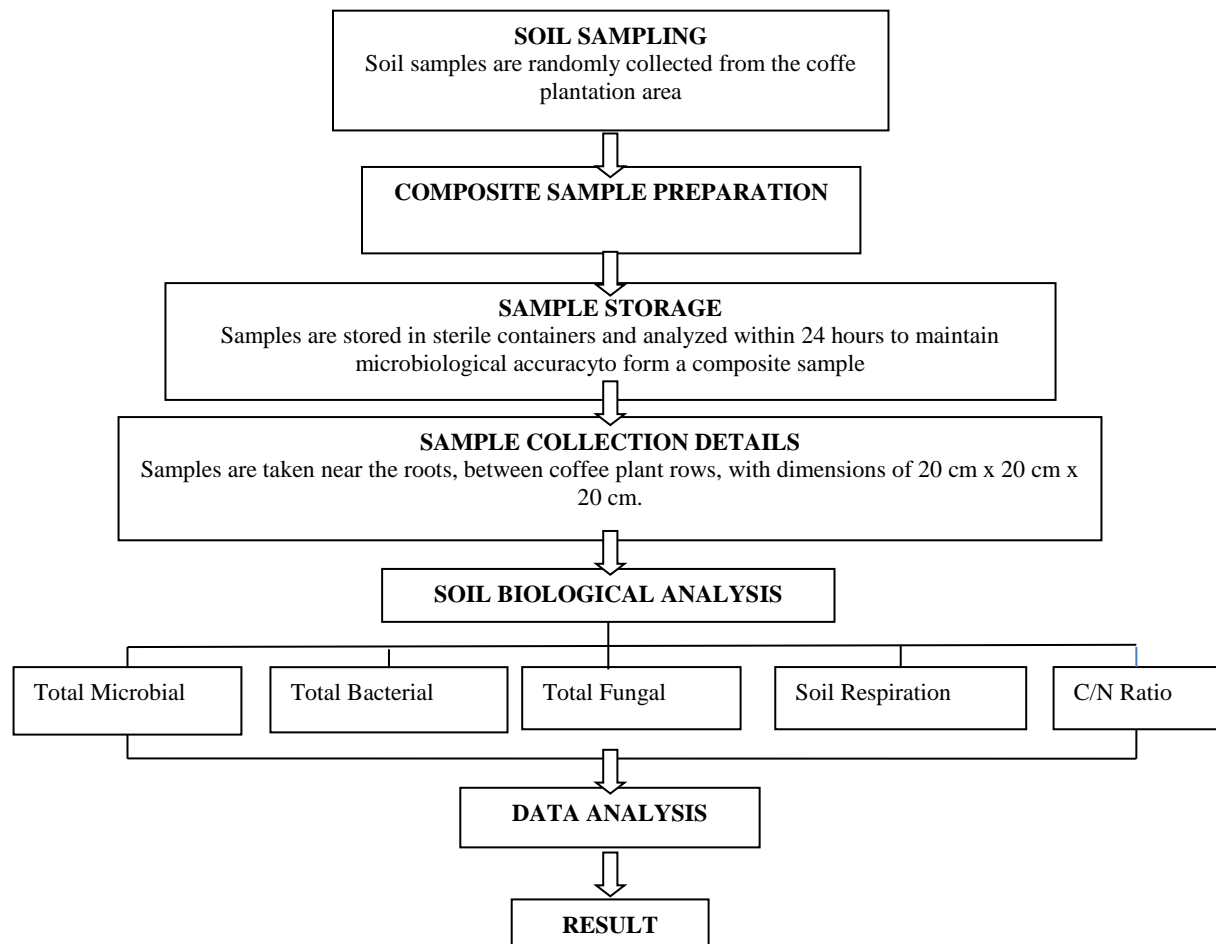 SOIL SAMPLING
Soil samples are randomly collected from the coffe
plantation area
COMPOSITE SAMPLE PREPARATION
SAMPLE STORAGE
Samples are stored in sterile containers and analyzed within 24 hours to maintain
microbiological accuracyto form a composite sample
SAMPLE COLLECTION DETAILS
Samples are taken near the roots, between coffee plant rows, with dimensions of 20 cm x 20 cm x
20 cm.
SOIL BIOLOGICAL ANALYSIS
Total Microbial
Total Bacterial
Total Fungal
Soil Respiration
C/N Ratio
DATA ANALYSIS
RESULT